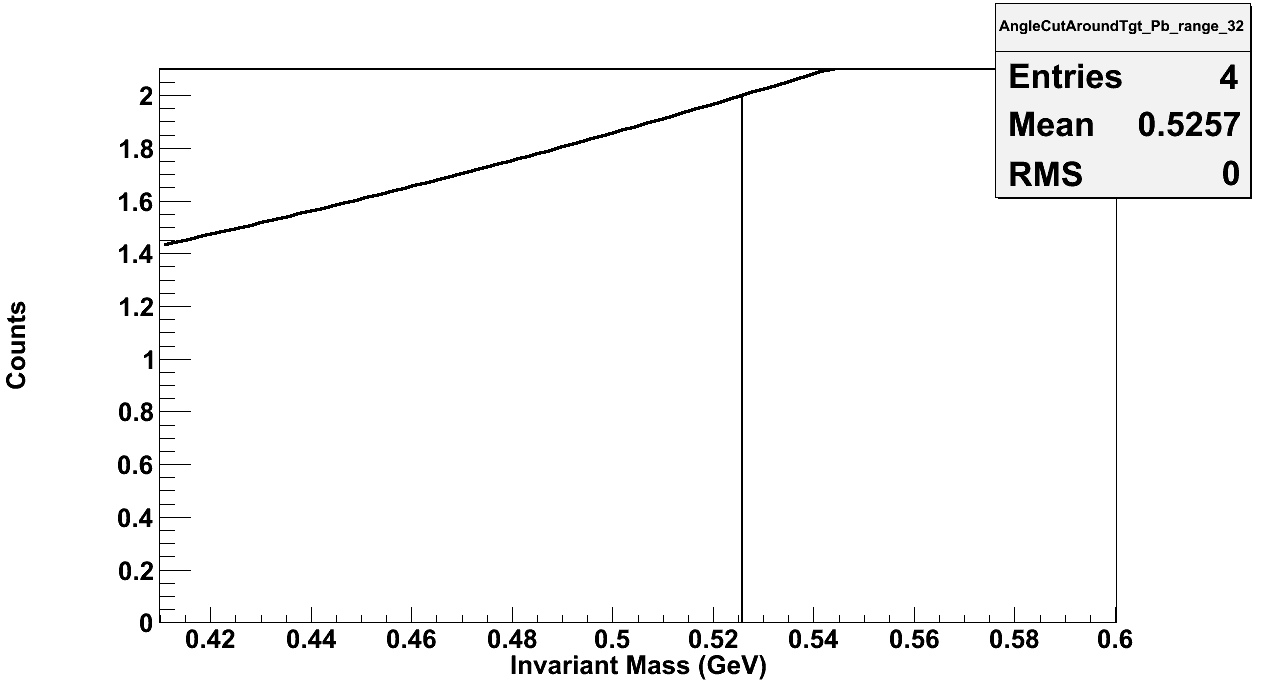 AngleCutAroundTgt_Pb_range_32
Entries 4
Mean 0.5257
RMS 0
2
1.8
1.6
1.4
1.2
1
0.8
0.6
0.4
0.2
0
Counts
0.42 0.44 0.46 0.48 0.5 0.52 0.54 0.56 0.58 0.6
Invariant Mass (GeV)